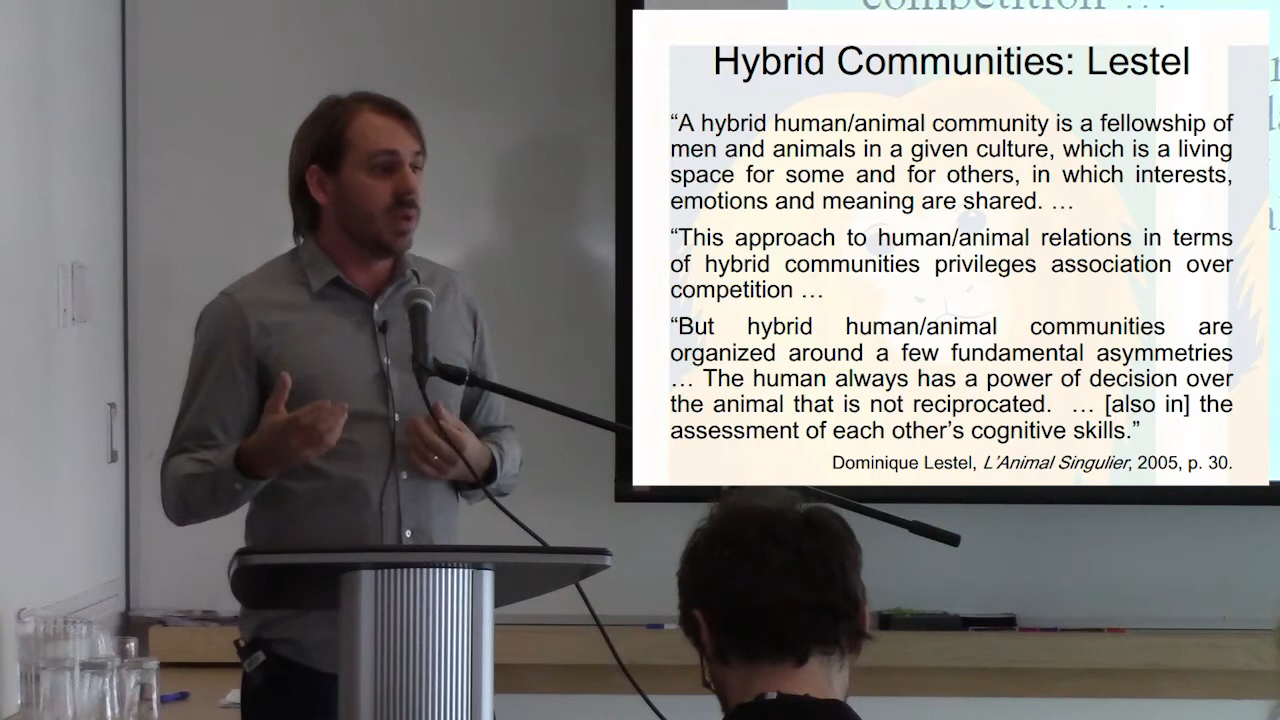 competition ...
Hybrid Communities: Lestel
“A hybrid human/animal community is a fellowship of
men and animals in a given culture, which is a living
space for some and for others, in which interests,
emotions and meaning are shared. …
“This approach to human/animal relations in terms
of hybrid communities privileges association over
competition …
“But hybrid human/animal communities are
organized around a few fundamental asymmetries
… The human always has a power of decision over
the animal that is not reciprocated. … [also in] the
assessment of each other’s cognitive skills.”
Dominique Lestel, L’Animal Singulier, 2005, p. 30.